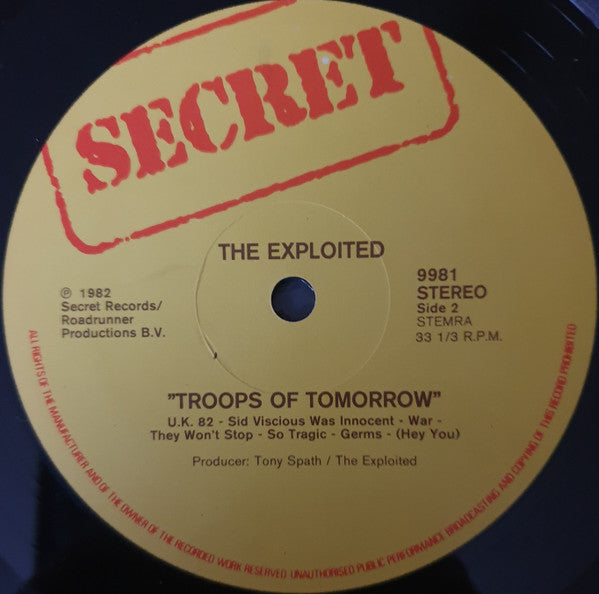 SECRET
THE EXPLOITED
℗ 1982
Secret Records/
Roadrunner
Productions B.V.
9981
STEREO
Side 2
STEMRA
33 1/3 R.P.M.
"TROOPS OF TOMORROW"
U.K. 82 - Sid Viscious Was Innocent - War -
They Won't Stop - So Tragic - Germs - (Hey You)
Producer: Tony Spath / The Exploited
ALL RIGHTS OF THE MANUFACTURER AND OF THE OWNER OF THE RECORDED WORK RESERVED UNAUTHORISED PUBLIC PERFORMANCE BROADCASTING AND COPYING OF THIS RECORD PROHIBITED